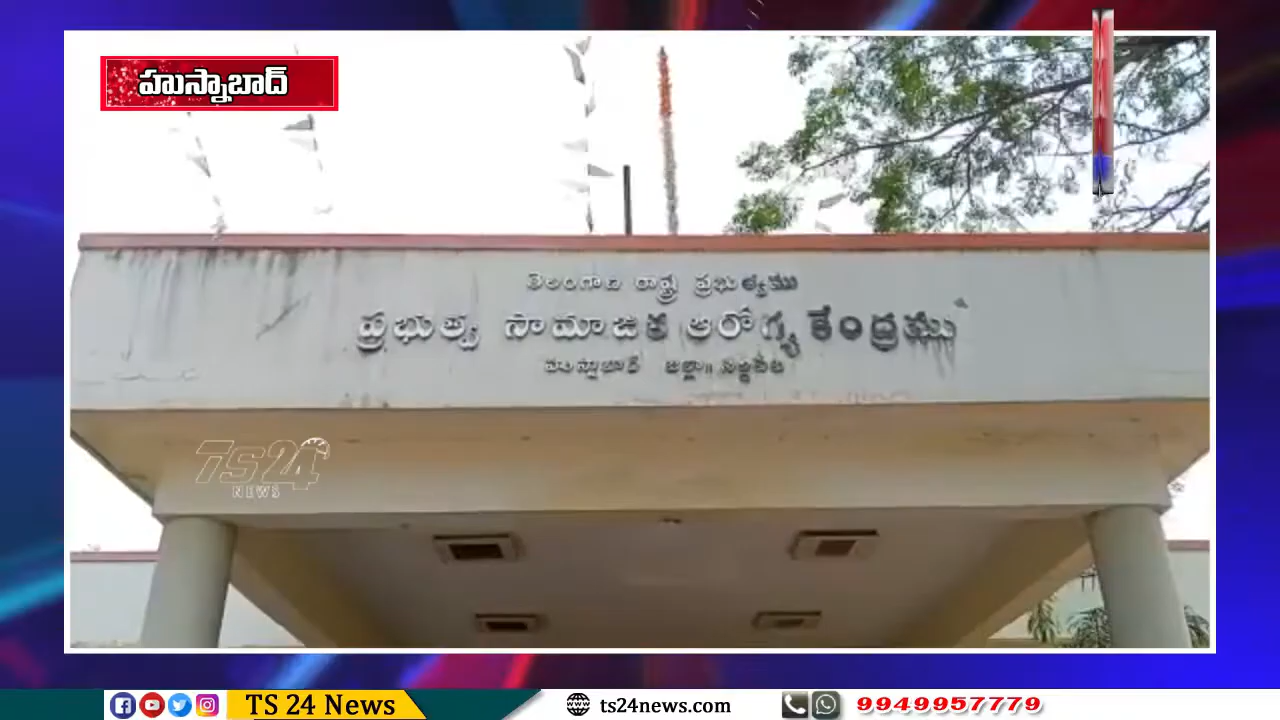 హుస్నాబాద్
తెలంగాణ రాష్ట్ర ప్రభుత్వము
ప్రభుత్వ సామాజిక ఆరోగ్య కేంద్రము
హుస్నాబాద్ జిల్లా॥ సిద్దిపేట
TS24
NEWS
TS 24 News
ts24news.com
9949957779